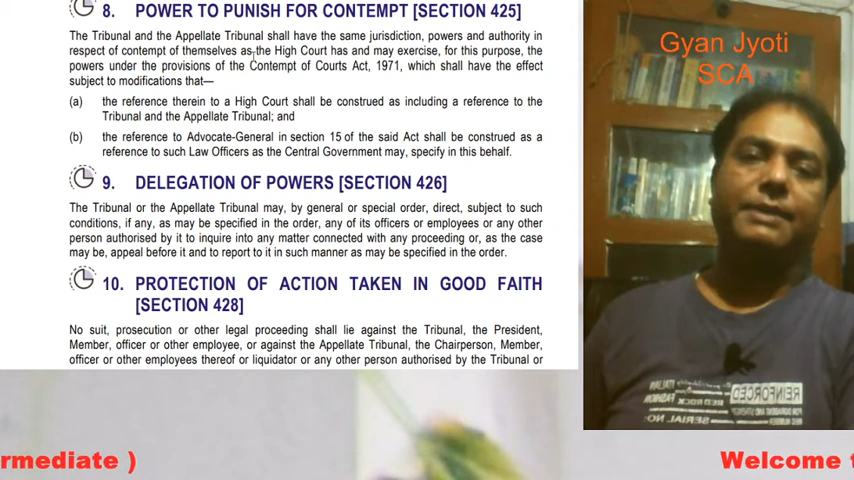 8. POWER TO PUNISH FOR CONTEMPT [SECTION 425]
The Tribunal and the Appellate Tribunal shall have the same jurisdiction, powers and authority in
respect of contempt of themselves as the High Court has and may exercise, for this purpose, the
powers under the provisions of the Contempt of Courts Act, 1971, which shall have the effect
subject to modifications that—
(a) the reference therein to a High Court shall be construed as including a reference to the
Tribunal and the Appellate Tribunal; and
(b) the reference to Advocate-General in section 15 of the said Act shall be construed as a
reference to such Law Officers as the Central Government may, specify in this behalf.
9. DELEGATION OF POWERS [SECTION 426]
The Tribunal or the Appellate Tribunal may, by general or special order, direct, subject to such
conditions, if any, as may be specified in the order, any of its officers or employees or any other
person authorised by it to inquire into any matter connected with any proceeding or, as the case
may be, appeal before it and to report to it in such manner as may be specified in the order.
10. PROTECTION OF ACTION TAKEN IN GOOD FAITH
[SECTION 428]
No suit, prosecution or other legal proceeding shall lie against the Tribunal, the President,
Member, officer or other employee, or against the Appellate Tribunal, the Chairperson, Member,
officer or other employees thereof or liquidator or any other person authorised by the Tribunal or
Gyan Jyoti
SCA
REINFORCED
ITALIAN
FASHION
RED ROCK
SERIAL NO:
rmediate ) Welcome t